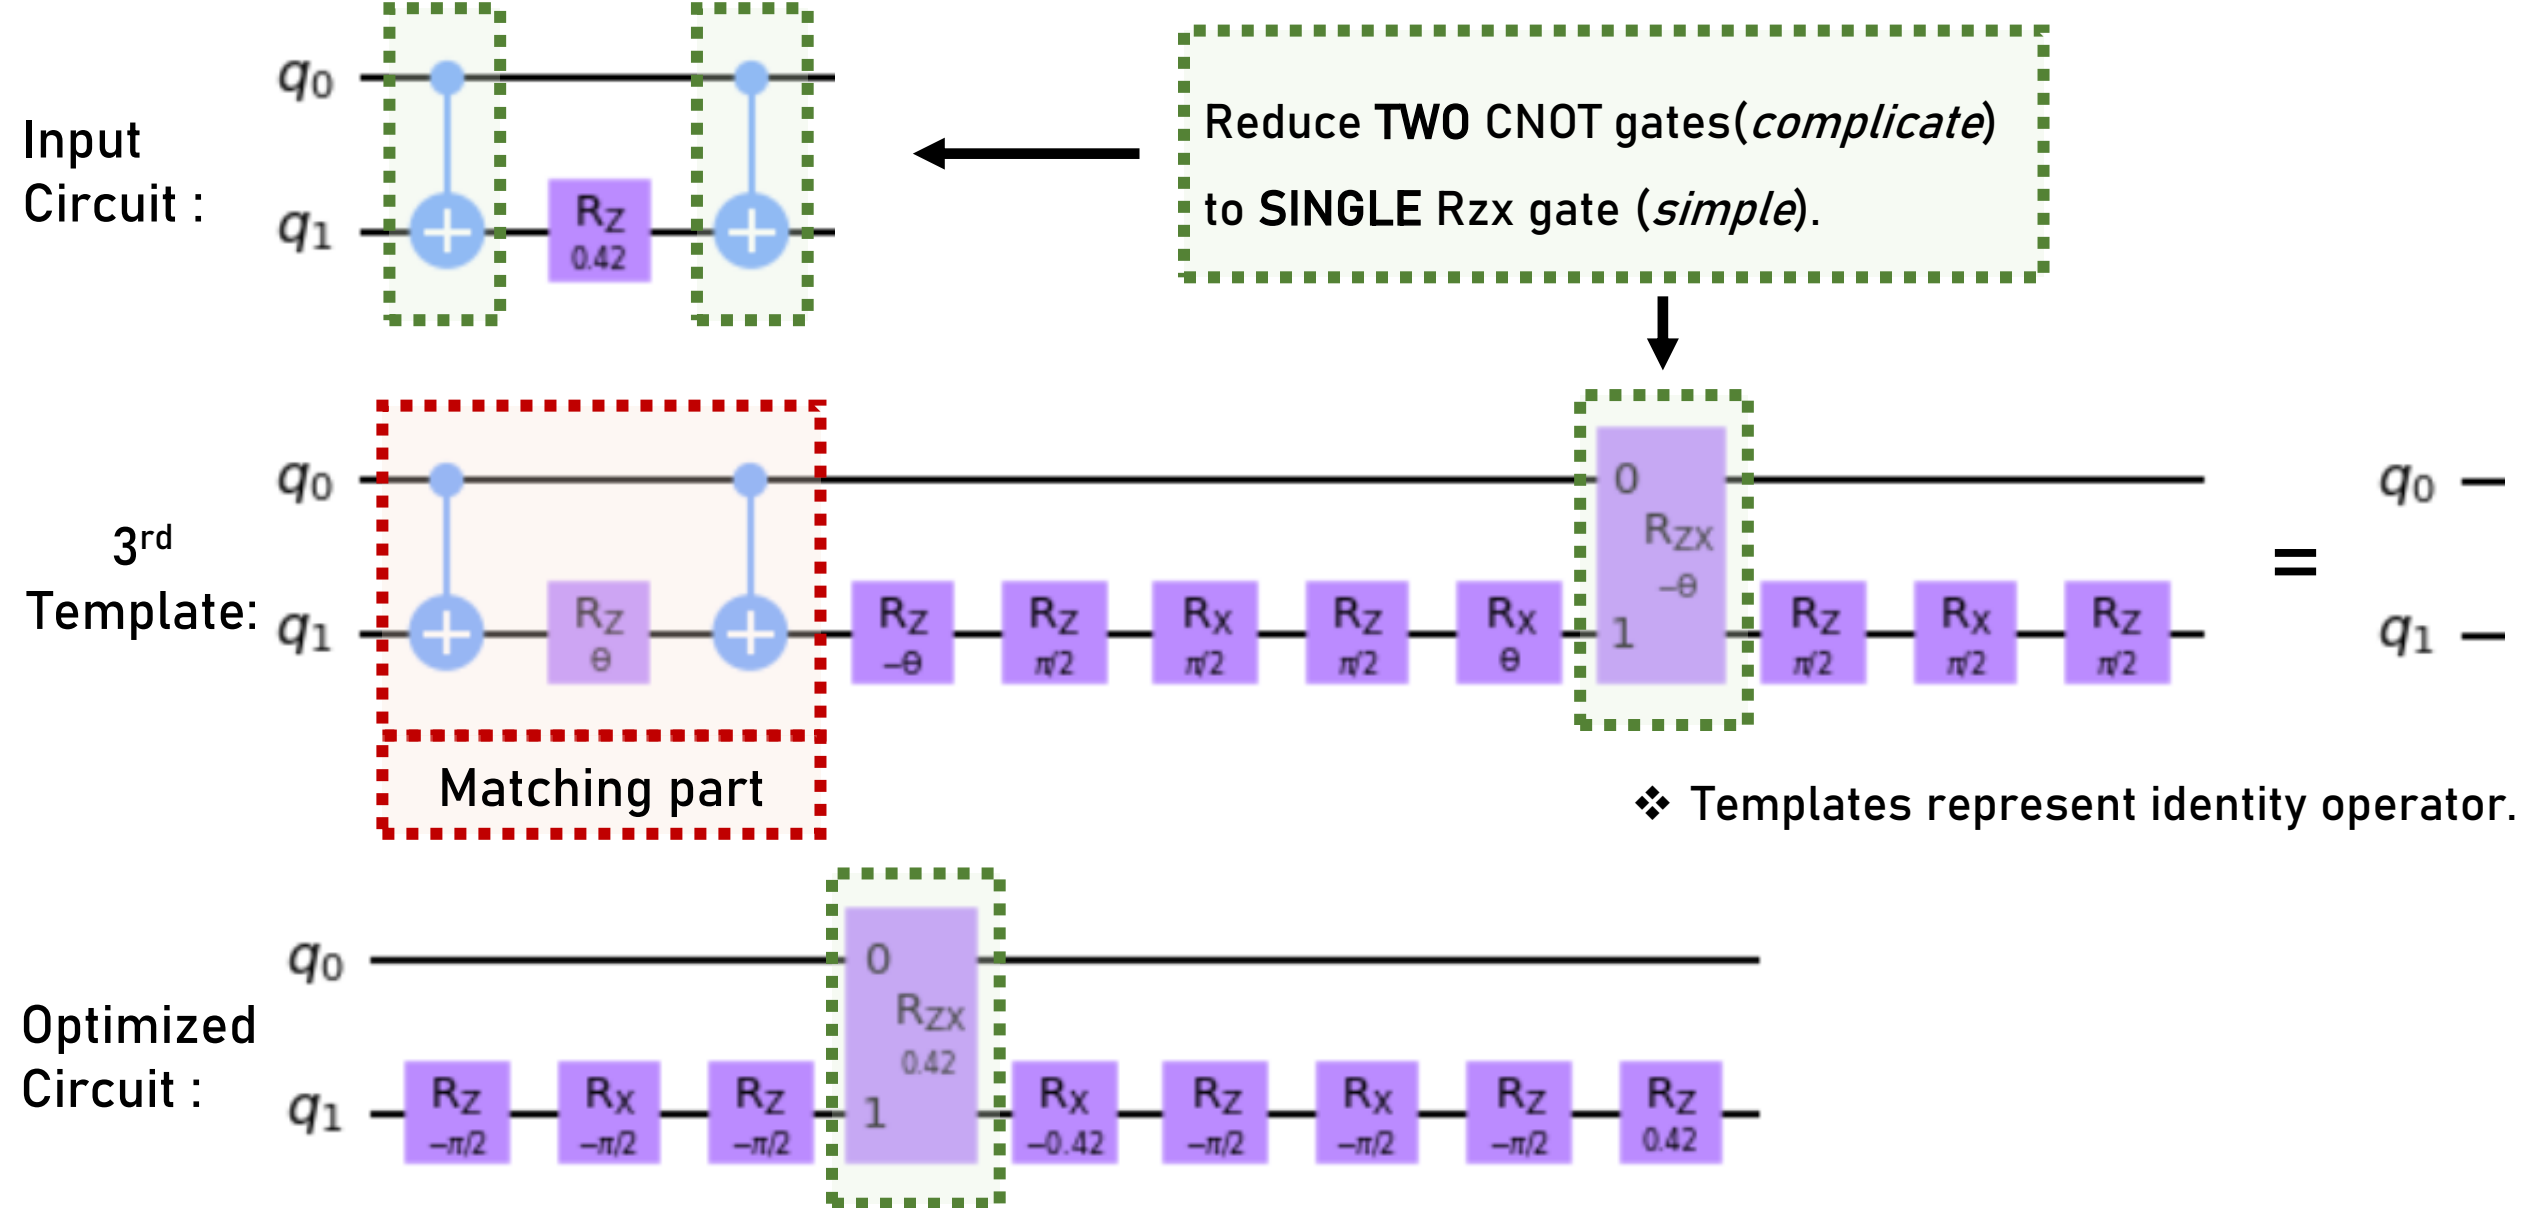 Input
Circuit :
q0
q1
RZ
0.42
Reduce TWO CNOT gates(complicate)
to SINGLE Rzx gate (simple).
3rd
Template:
q0
q1
RZ
θ
RZ
−θ
RZ
π/2
RX
π/2
RZ
π/2
RX
θ
0
RZX
−θ
1
RZ
π/2
RX
π/2
RZ
π/2
=
q0
q1
Matching part
❖ Templates represent identity operator.
Optimized
Circuit :
q0
q1
RZ
−π/2
RX
−π/2
RZ
−π/2
0
RZX
0.42
1
RX
−0.42
RZ
−π/2
RX
−π/2
RZ
−π/2
RZ
0.42